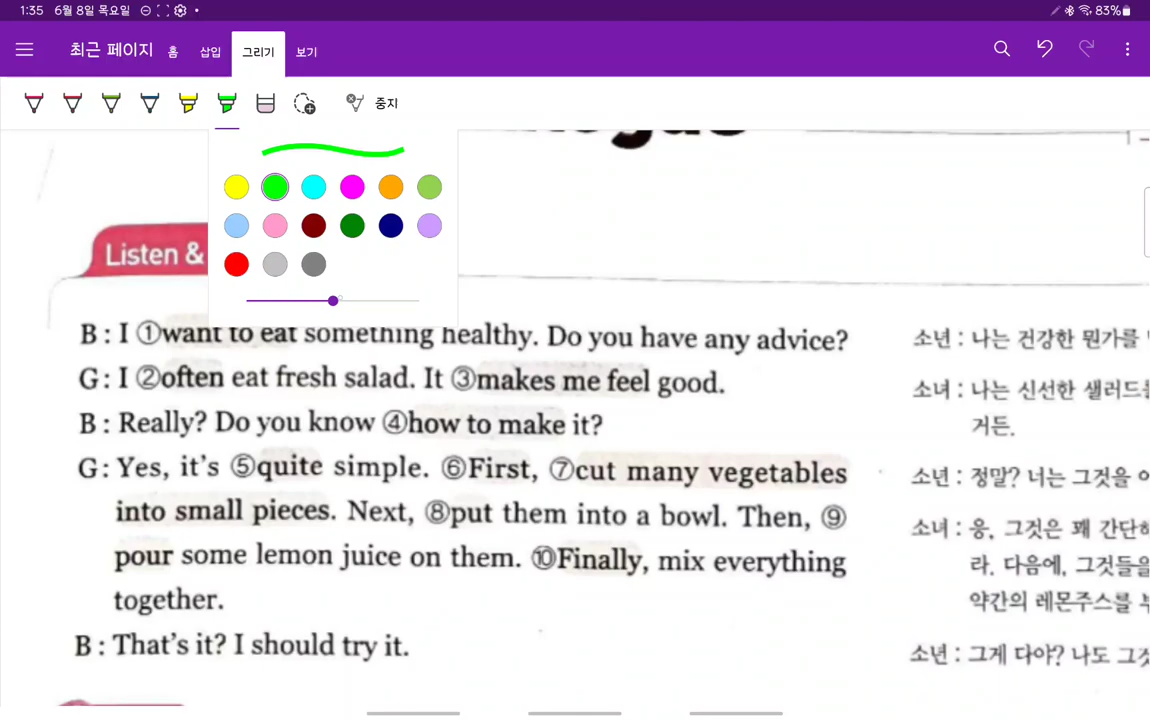 1:35 6월 8일 목요일
83%
최근 페이지 홈 삽입 그리기 보기
중지
Listen &
B : I ①want to eat something healthy. Do you have any advice?
G : I ②often eat fresh salad. It ③makes me feel good.
B : Really? Do you know ④how to make it?
G : Yes, it's ⑤quite simple. ⑥First, ⑦cut many vegetables
into small pieces. Next, ⑧put them into a bowl. Then, ⑨
pour some lemon juice on them. ⑩Finally, mix everything
together.
B : That's it? I should try it.
소년 : 나는 건강한 뭔가를
소녀 : 나는 신선한 샐러드를
거든.
소년 : 정말? 너는 그것을
소녀 : 응, 그것은 꽤
라. 다음에, 그것들을
약간의 레몬주스를
소년 : 그게 다야? 나도